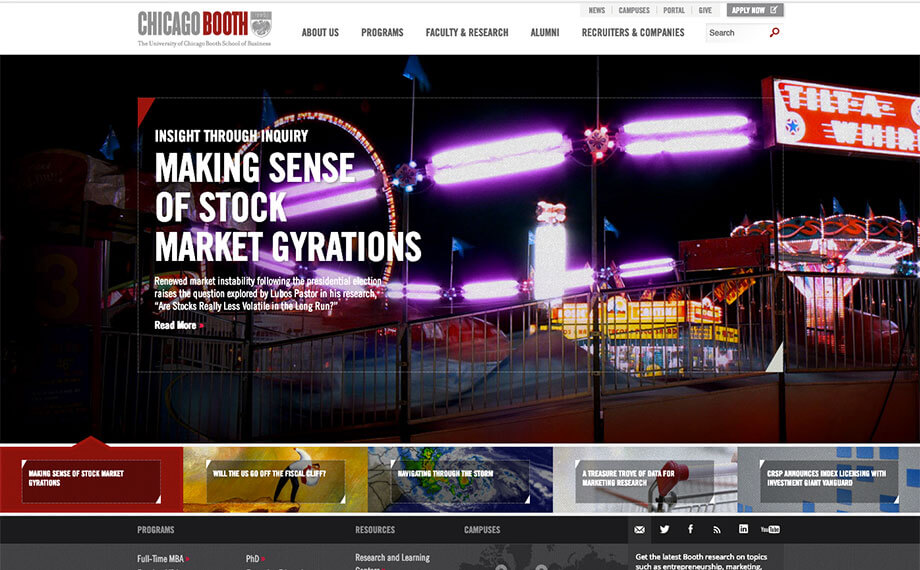 NEWS
CAMPUSES
PORTAL
GIVE
APPLY NOW
CHICAGO BOOTH
The University of Chicago Booth School of Business
ABOUT US
PROGRAMS
FACULTY & RESEARCH
ALUMNI
RECRUITERS & COMPANIES
Search
TILT-A
WHIR
INSIGHT THROUGH INQUIRY
MAKING SENSE
OF STOCK
MARKET GYRATIONS
Renewed market instability following the presidential election
raises the question explored by Lubos Pastor in his research,
"Are Stocks Really Less Volatile in the Long Run?"
Read More »
MAKING SENSE OF STOCK MARKET
GYRATIONS
WILL THE US GO OFF THE FISCAL CLIFF?
NAVIGATING THROUGH THE STORM
A TREASURE TROVE OF DATA FOR
MARKETING RESEARCH
CRSP ANNOUNCES INDEX LICENSING WITH
INVESTMENT GIANT VANGUARD
PROGRAMS
RESOURCES
CAMPUSES
You Tube
Full-Time MBA »
PhD »
Research and Learning
Get the latest Booth research on topics
such as entrepreneurship, marketing,